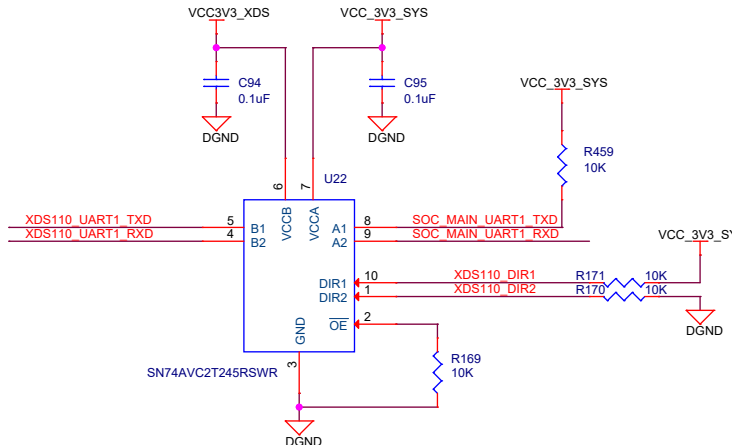 VCC3V3_XDS
VCC_3V3_SYS
C94
0.1uF
C95
0.1uF
VCC_3V3_SYS
DGND
DGND
R459
10K
U22
6
7
XDS110_UART1_TXD
5
B1
VCCB
VCCA
A1
8
SOC_MAIN_UART1_TXD
XDS110_UART1_RXD
4
B2
A2
9
SOC_MAIN_UART1_RXD
VCC_3V3_SY
DIR1
10
XDS110_DIR1
R171
10K
DIR2
1
XDS110_DIR2
R170
10K
GND
OE
2
DGND
3
SN74AVC2T245RSWR
R169
10K
DGND